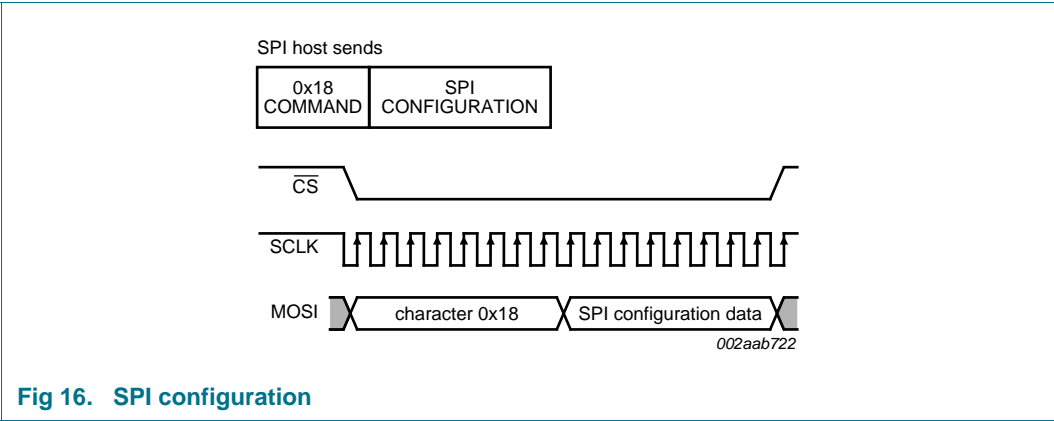 SPI host sends
0x18
COMMAND
SPI
CONFIGURATION
CS
SCLK
MOSI
character 0x18
SPI configuration data
002aab722
Fig 16. SPI configuration